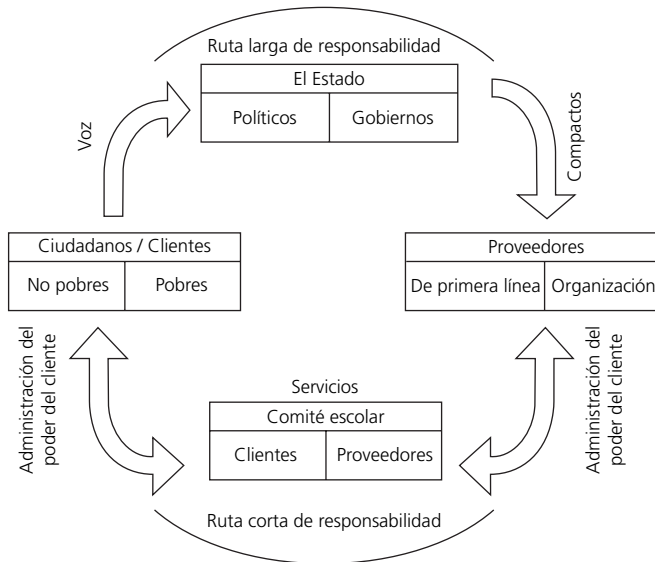 Ruta larga de responsabilidad
El Estado
Políticos
Gobiernos
Voz
Compactos
Ciudadanos / Clientes
No pobres
Pobres
Proveedores
De primera línea
Organización
Administración del
poder del cliente
Servicios
Comité escolar
Clientes
Proveedores
Administración del
poder del cliente
Ruta corta de responsabilidad